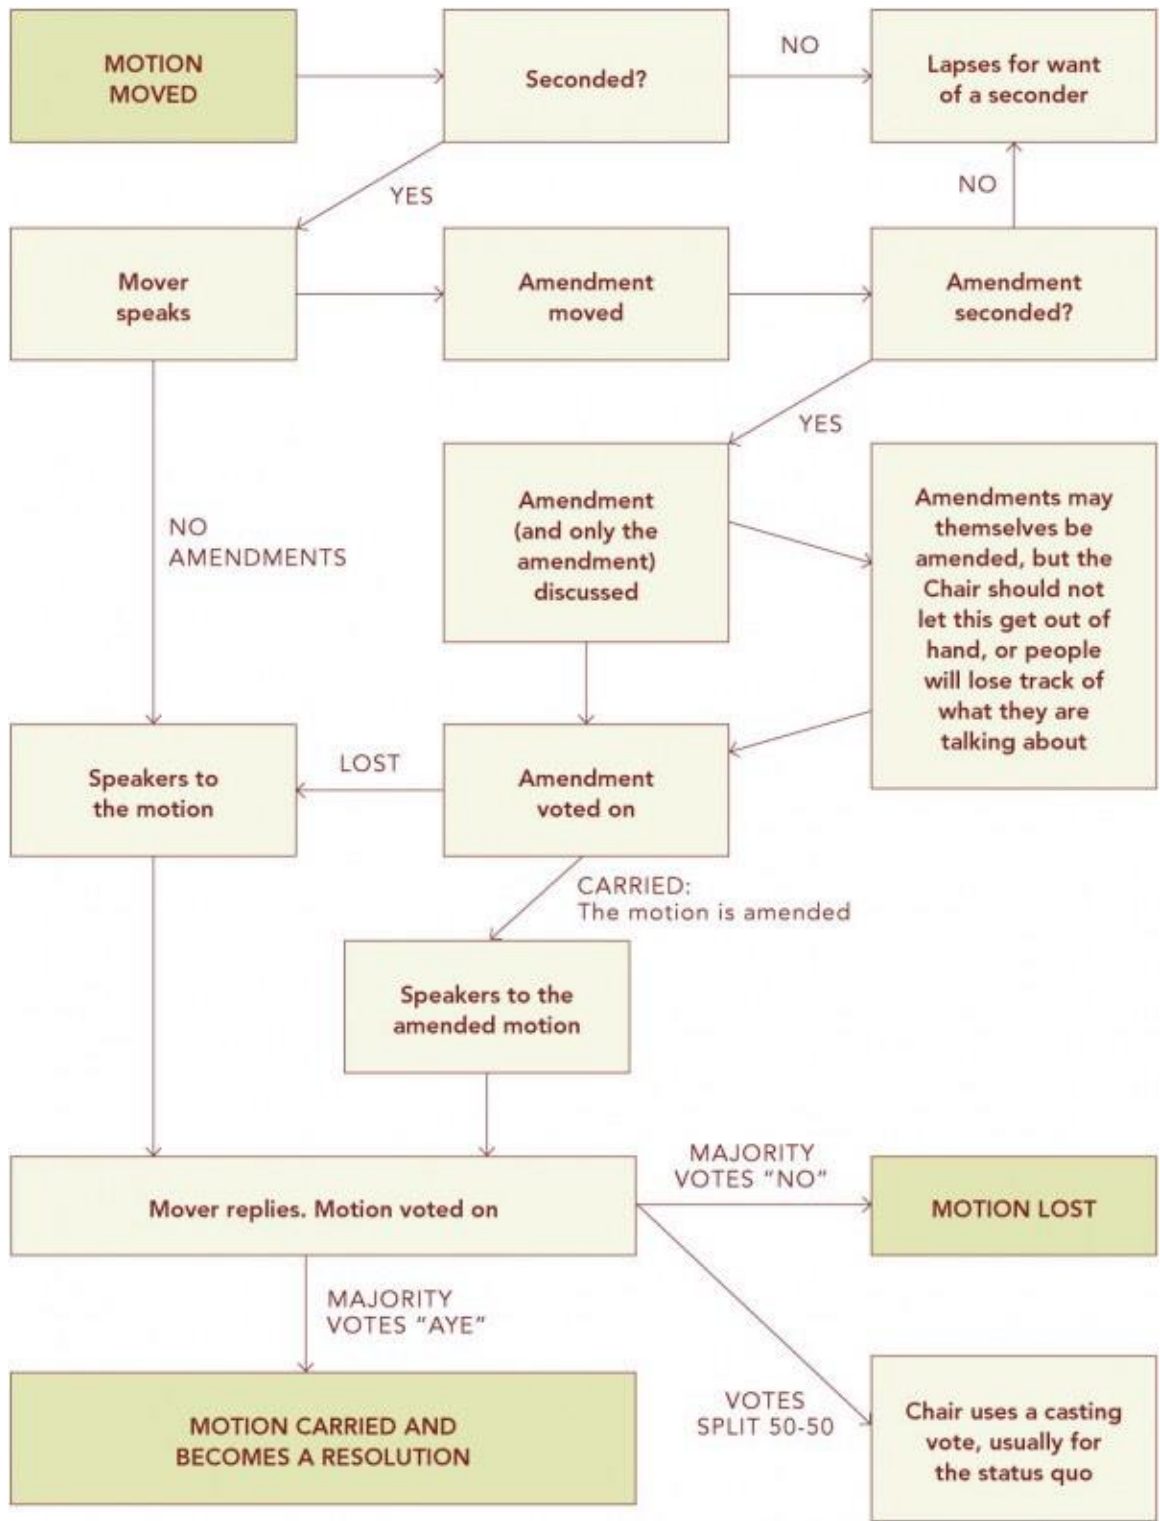 MOTION
MOVED
Seconded?
NO
Lapses for want
of a seconder
YES
NO
Mover
speaks
Amendment
moved
Amendment
seconded?
YES
NO
AMENDMENTS
Amendment
(and only the
amendment)
discussed
Amendments may
themselves be
amended, but the
Chair should not
let this get out of
hand, or people
will lose track of
what they are
talking about
Speakers to
the motion
LOST
Amendment
voted on
CARRIED:
The motion is amended
Speakers to the
amended motion
Mover replies. Motion voted on
MAJORITY
VOTES “NO”
MOTION LOST
MAJORITY
VOTES “AYE”
MOTION CARRIED AND
BECOMES A RESOLUTION
VOTES
SPLIT 50-50
Chair uses a casting
vote, usually for
the status quo